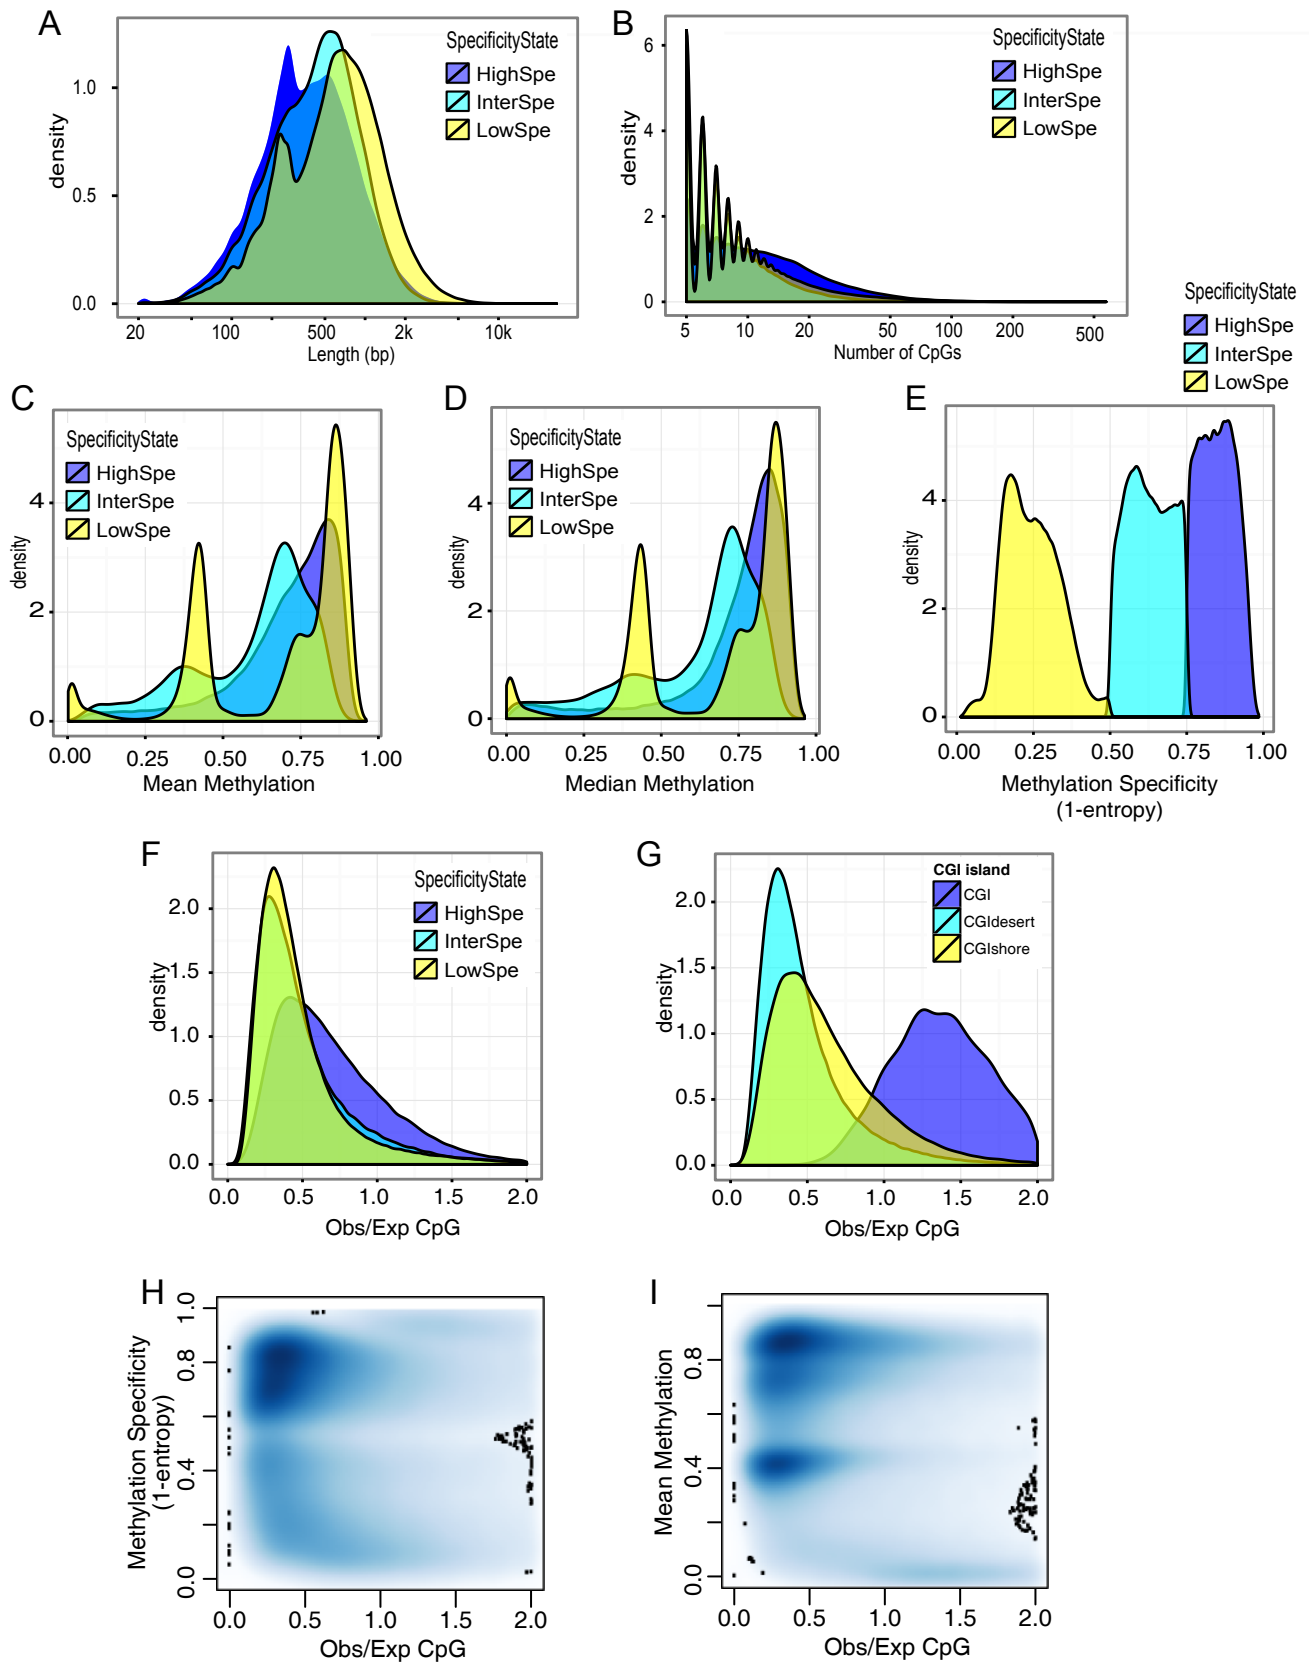 A
SpecificityState
HighSpe
InterSpe
LowSpe
density
1.0
0.5
0.0
20
100
500
2k
10k
Length (bp)
B
SpecificityState
HighSpe
InterSpe
LowSpe
density
6
4
2
0
5
10
20
50
100
200
500
Number of CpGs
SpecificityState
HighSpe
InterSpe
LowSpe
C
SpecificityState
HighSpe
InterSpe
LowSpe
density
4
2
0
0.00
0.25
0.50
0.75
1.00
Mean Methylation
D
SpecificityState
HighSpe
InterSpe
LowSpe
density
4
2
0
0.00
0.25
0.50
0.75
1.00
Median Methylation
E
density
4
2
0
0.00
0.25
0.50
0.75
1.00
Methylation Specificity
(1-entropy)
F
SpecificityState
HighSpe
InterSpe
LowSpe
density
2.0
1.5
1.0
0.5
0.0
0.0
0.5
1.0
1.5
2.0
Obs/Exp CpG
G
CGI island
CGI
CGIdesert
CGIshore
density
2.0
1.5
1.0
0.5
0.0
0.0
0.5
1.0
1.5
2.0
Obs/Exp CpG
H
Methylation Specificity
(1-entropy)
1.0
0.8
0.4
0.0
0.0
0.5
1.0
1.5
2.0
Obs/Exp CpG
I
Mean Methylation
0.8
0.4
0.0
0.0
0.5
1.0
1.5
2.0
Obs/Exp CpG